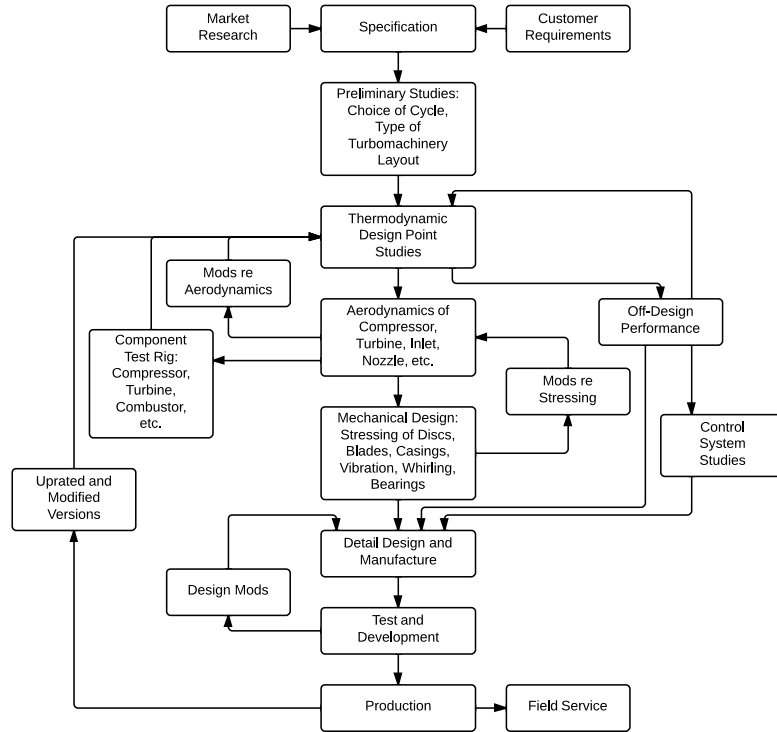 Market
Research
Specification
Customer
Requirements
Preliminary Studies:
Choice of Cycle,
Type of
Turbomachinery
Layout
Thermodynamic
Design Point
Studies
Mods re
Aerodynamics
Aerodynamics of
Compressor,
Turbine, Inlet,
Nozzle, etc.
Off-Design
Performance
Component
Test Rig:
Compressor,
Turbine,
Combustor,
etc.
Mods re
Stressing
Mechanical Design:
Stressing of Discs,
Blades, Casings,
Vibration, Whirling,
Bearings
Control
System
Studies
Uprated and
Modified
Versions
Detail Design and
Manufacture
Design Mods
Test and
Development
Production
Field Service